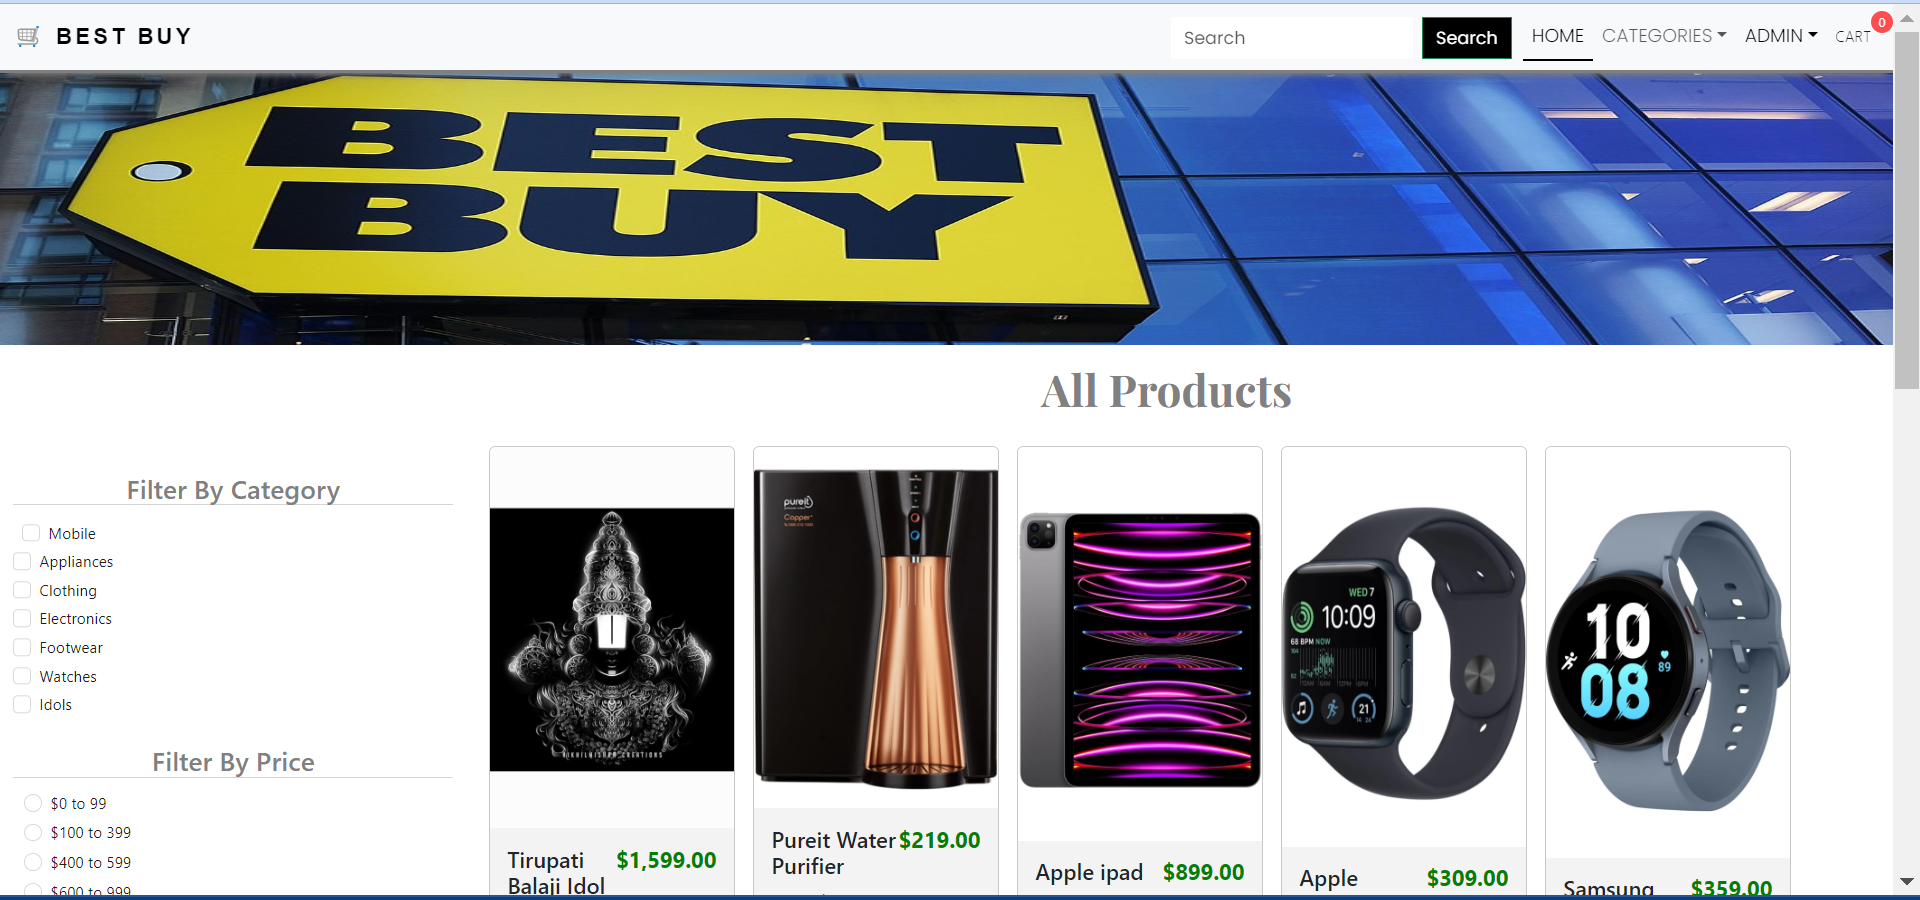 BEST BUY
Search
Search
HOME
CATEGORIES
ADMIN
CART
0
BEST
BUY
All Products
Filter By Category
Mobile
Appliances
Clothing
Electronics
Footwear
Watches
Idols
Filter By Price
$0 to 99
$100 to 399
$400 to 599
$600 to 999
Tirupati $1,599.00
Balaji Idol
pureit
Copper+
Pureit Water $219.00
Purifier
Apple ipad $899.00
WED 7
10:09
68 BPM NOW
21
Apple $309.00
10
08
89
Samsung $359.00